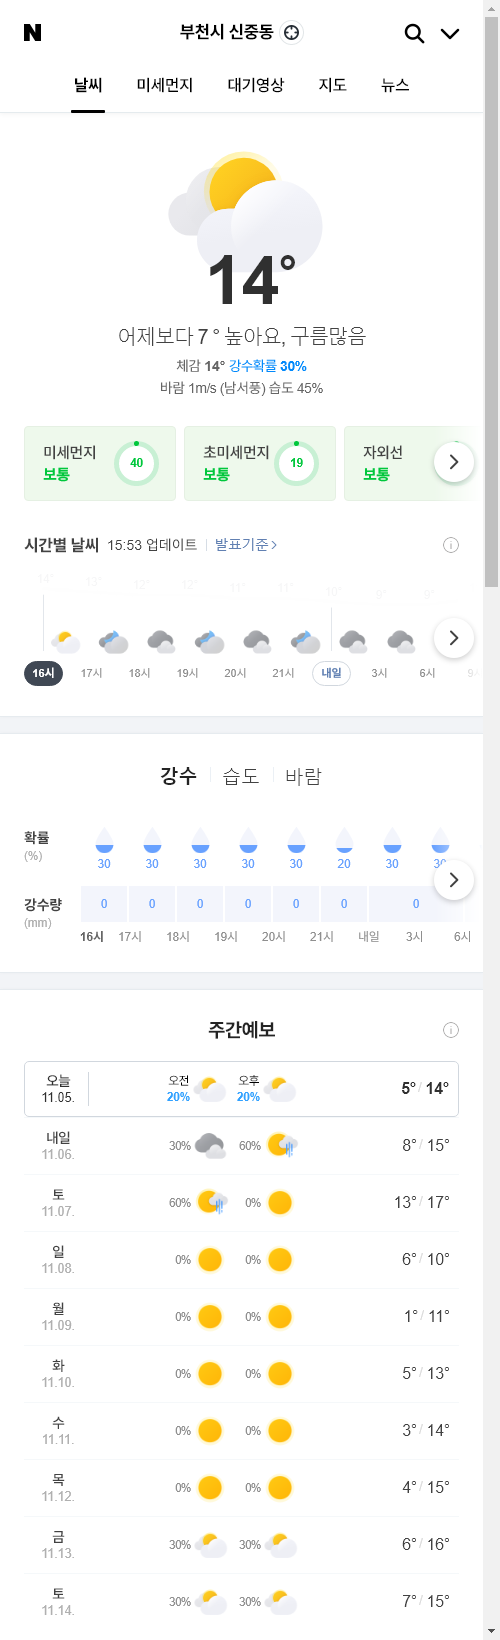 N 부천시 신중동
날씨 미세먼지 대기영상 지도 뉴스
14°
어제보다 7 ° 높아요, 구름많음
체감 14° 강수확률 30%
바람 1m/s (남서풍) 습도 45%
미세먼지 보통 40
초미세먼지 보통 19
자외선 보통
시간별 날씨 15:53 업데이트 발표기준
14° 13° 12° 12° 11° 11° 10° 9° 9°
16시 17시 18시 19시 20시 21시 내일 3시 6시
강수 습도 바람
확률 (%)
30 30 30 30 30 20 30 30
강수량 (mm)
0 0 0 0 0 0 0
16시 17시 18시 19시 20시 21시 내일 3시 6시
주간예보
오늘 11.05. 오전 20% 오후 20% 5° / 14°
내일 11.06. 30% 60% 8° / 15°
토 11.07. 60% 0% 13° / 17°
일 11.08. 0% 0% 6° / 10°
월 11.09. 0% 0% 1° / 11°
화 11.10. 0% 0% 5° / 13°
수 11.11. 0% 0% 3° / 14°
목 11.12. 0% 0% 4° / 15°
금 11.13. 30% 30% 6° / 16°
토 11.14. 30% 30% 7° / 15°